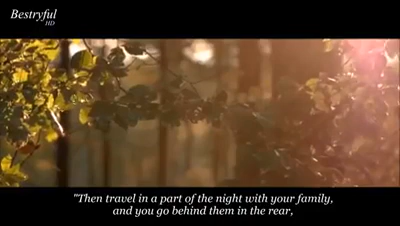 Bestryful
HD
"Then travel in a part of the night with your family,
and you go behind them in the rear,